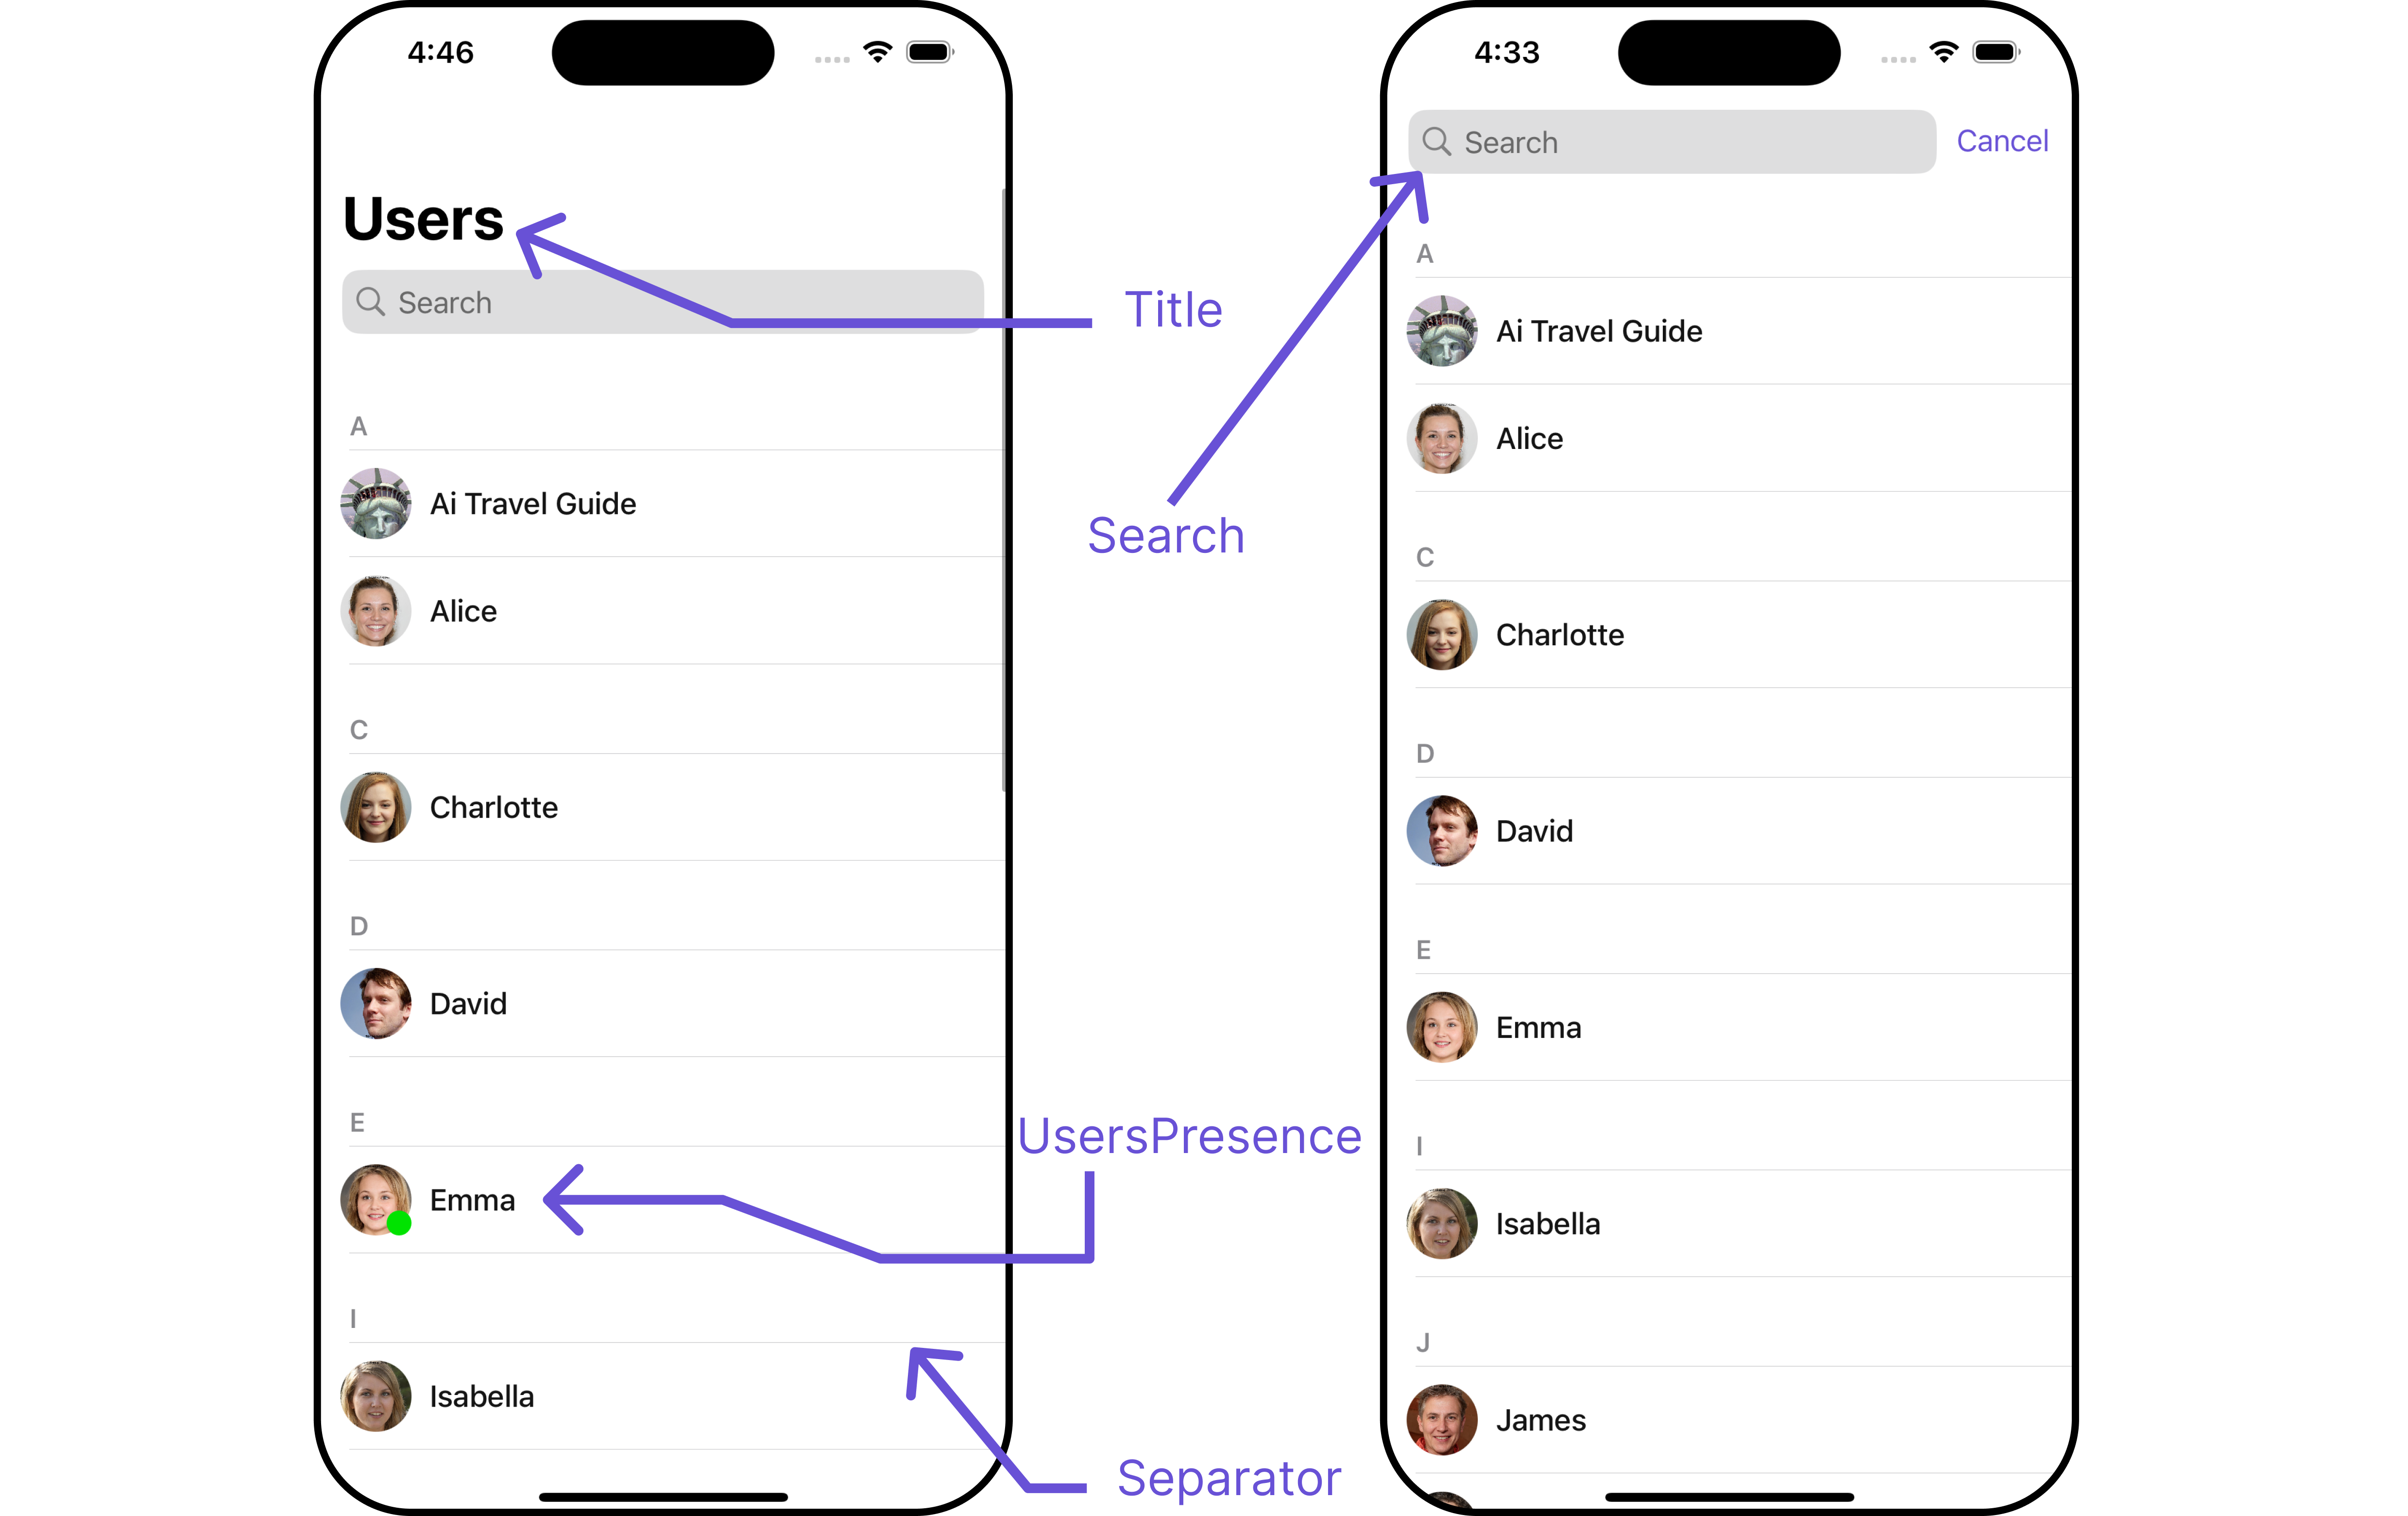 4:46
Users
Search
A
Ai Travel Guide
Alice
C
Charlotte
D
David
E
Emma
I
Isabella
Title
Search
UsersPresence
Separator
4:33
Search Cancel
A
Ai Travel Guide
Alice
C
Charlotte
D
David
E
Emma
I
Isabella
J
James